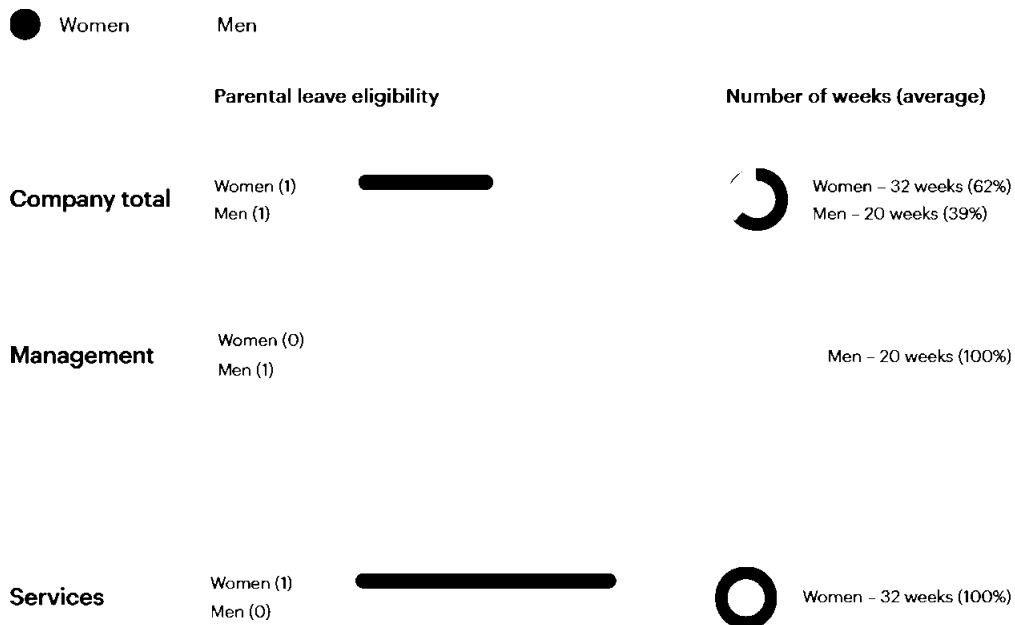 Women Men
Parental leave eligibility Number of weeks (average)
Company total
Women (1)
Men (1)
Women – 32 weeks (62%)
Men – 20 weeks (39%)
Management
Women (0)
Men (1)
Men – 20 weeks (100%)
Services
Women (1)
Men (0)
Women – 32 weeks (100%)